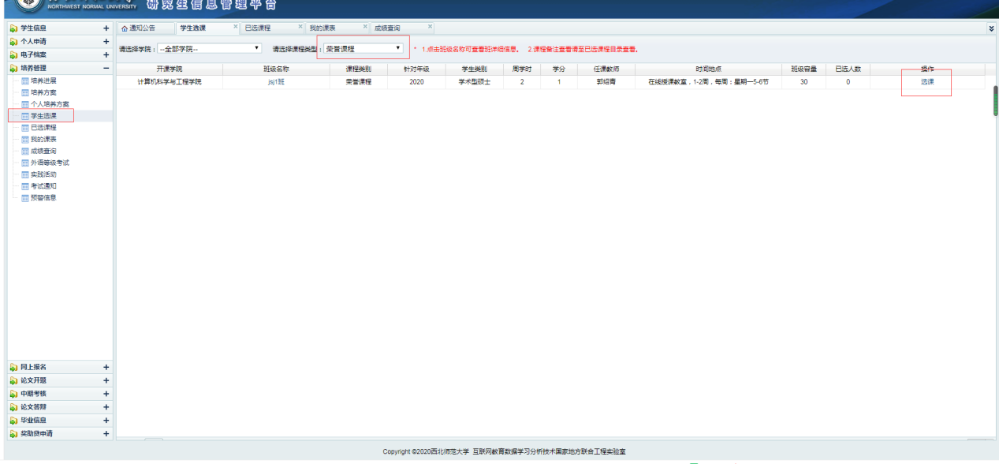 NORTHWEST NORMAL UNIVERSITY 研究生信息管理平台
学生信息
个人申请
电子档案
培养管理
培养进展
培养方案
个人培养方案
学生选课
已选课程
我的课表
成绩查询
外语等级考试
实践活动
考试通知
预警信息
网上报名
论文开题
中期考核
论文答辩
毕业信息
奖助贷申请
通知公告 学生选课 已选课程 我的课表 成绩查询
请选择学院：--全部学院-- 请选择课程类型：荣誉课程 * 1.点击班级名称可查看班详细信息。 2.课程备注查看请至已选课程目录查看。
开课学院 班级名称 课程类别 针对年级 学生类别 周学时 学分 任课教师 时间地点 班级容量 已选人数 操作
计算机科学与工程学院 jsj1班 荣誉课程 2020 学术型硕士 2 1 郭绍青 在线授课教室，1-2周，每周：星期一5-6节 30 0 选课
Copyright ©2020西北师范大学 互联网教育数据学习分析技术国家地方联合工程实验室